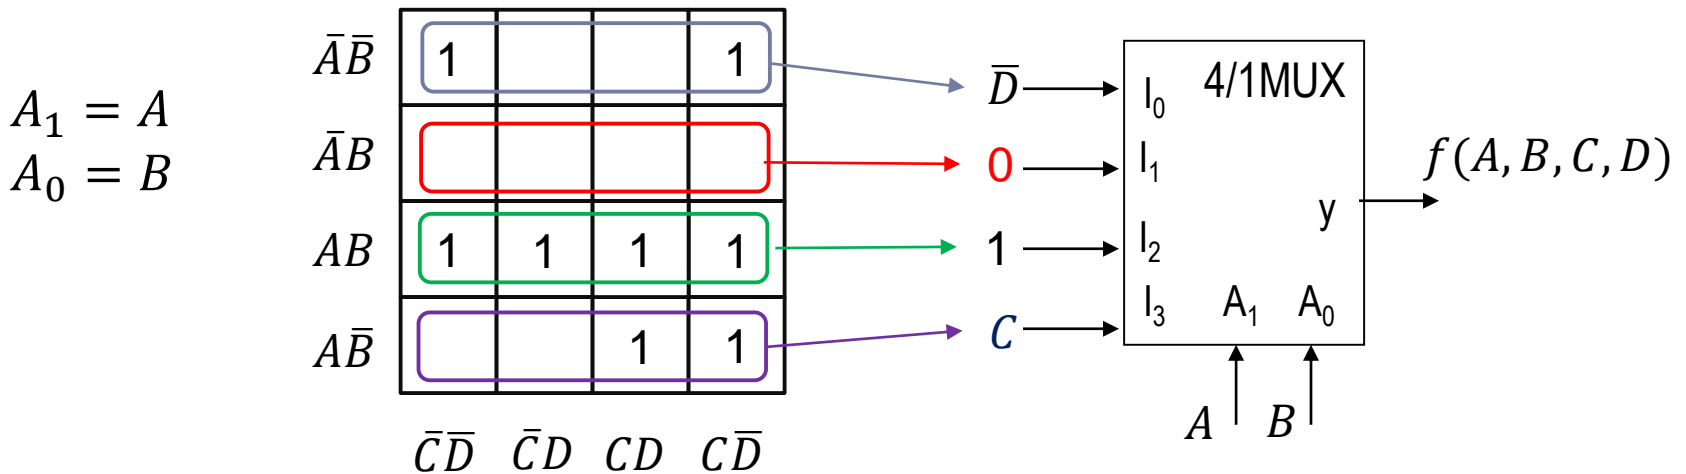 A₁ = A
A₀ = B
ĀB̄ 1 1
ĀB
AB 1 1 1 1
AB̄ 1 1
C̄D̄ C̄D CD CD̄
D̄
0
1
C
4/1MUX
I₀
I₁
I₂
I₃
A₁ A₀
y
A B
f(A, B, C, D)